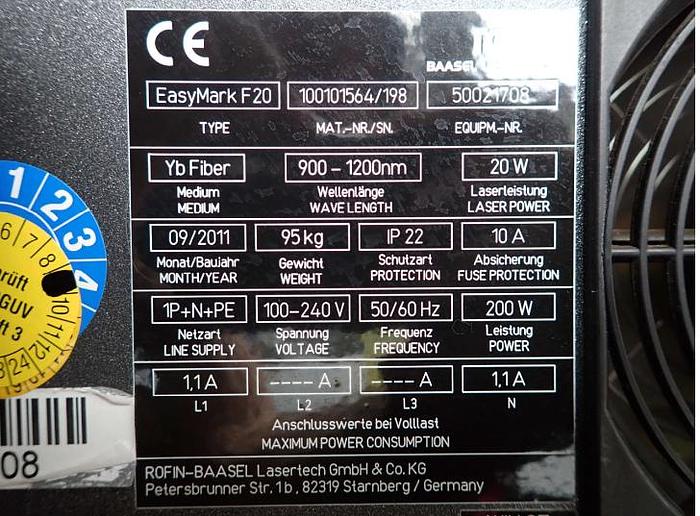 CE
BAASEL
EasyMark F20 100101564/198 50021708
TYPE MAT.-NR./SN. EQUIPM.-NR.
Yb Fiber 900 - 1200nm 20 W
Medium Wellenlänge Laserleistung
MEDIUM WAVE LENGTH LASER POWER
09/2011 95 kg IP 22 10 A
Monat/Baujahr Gewicht Schutzart Absicherung
MONTH/YEAR WEIGHT PROTECTION FUSE PROTECTION
1P+N+PE 100-240 V 50/60 Hz 200 W
Netzart Spannung Frequenz Leistung
LINE SUPPLY VOLTAGE FREQUENCY POWER
1,1 A ---- A ---- A 1,1 A
L1 L2 L3 N
Anschlusswerte bei Volllast
MAXIMUM POWER CONSUMPTION
ROFIN-BAASEL Lasertech GmbH & Co. KG
Petersbrunner Str. 1b , 82319 Starnberg / Germany
1 2 3 4
6 7 8
10 11 12
GUV
24
08